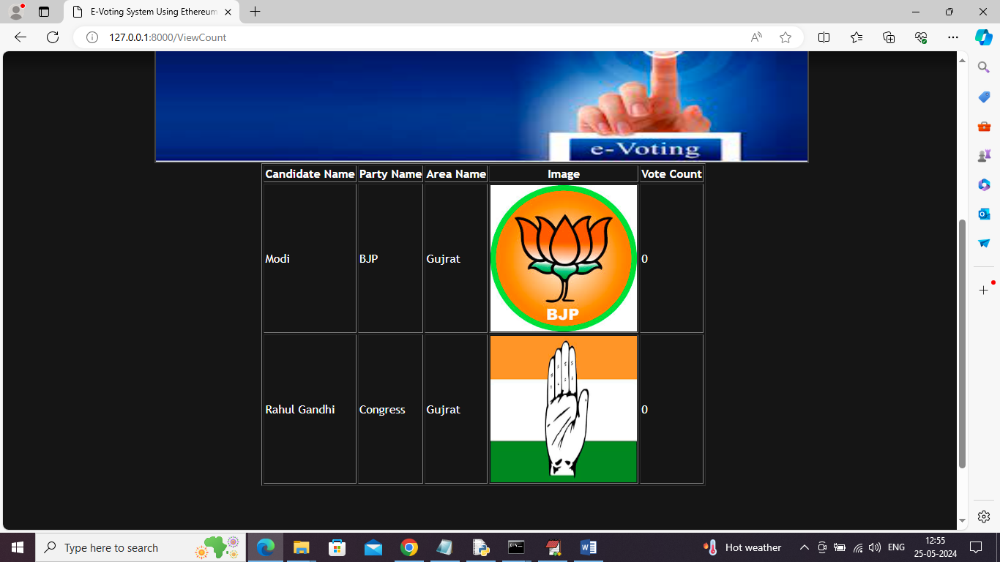 E-Voting System Using Ethereum
127.0.0.1:8000/ViewCount
e-Voting
Candidate Name Party Name Area Name Image Vote Count
Modi BJP Gujrat 0
BJP
Rahul Gandhi Congress Gujrat 0
Type here to search Hot weather ENG 12:55
25-05-2024